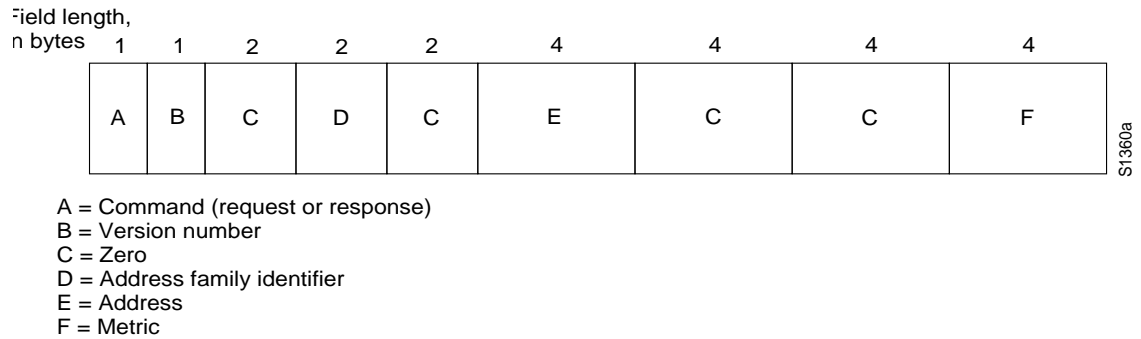 Field length,
n bytes 1 1 2 2 2 4 4 4 4
A B C D C E C C F
S1360a
A = Command (request or response)
B = Version number
C = Zero
D = Address family identifier
E = Address
F = Metric